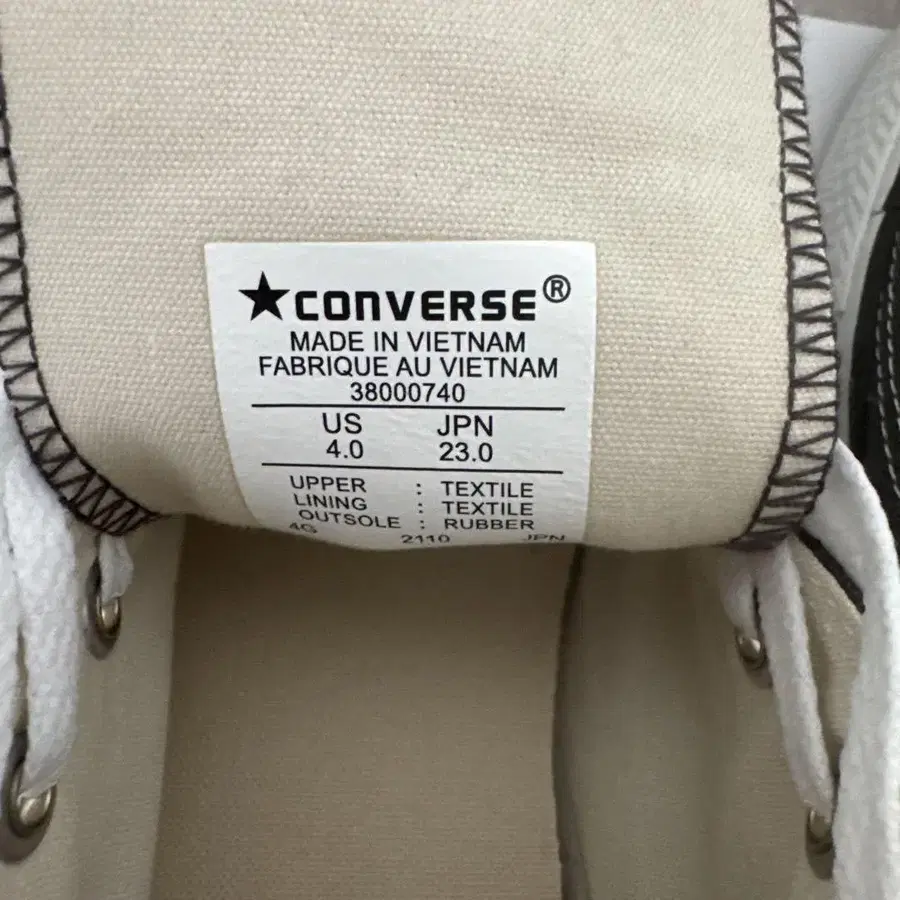 ★CONVERSE®
MADE IN VIETNAM
FABRIQUE AU VIETNAM
38000740
US JPN
4.0 23.0
UPPER : TEXTILE
LINING : TEXTILE
OUTSOLE : RUBBER
4G 2110 JPN